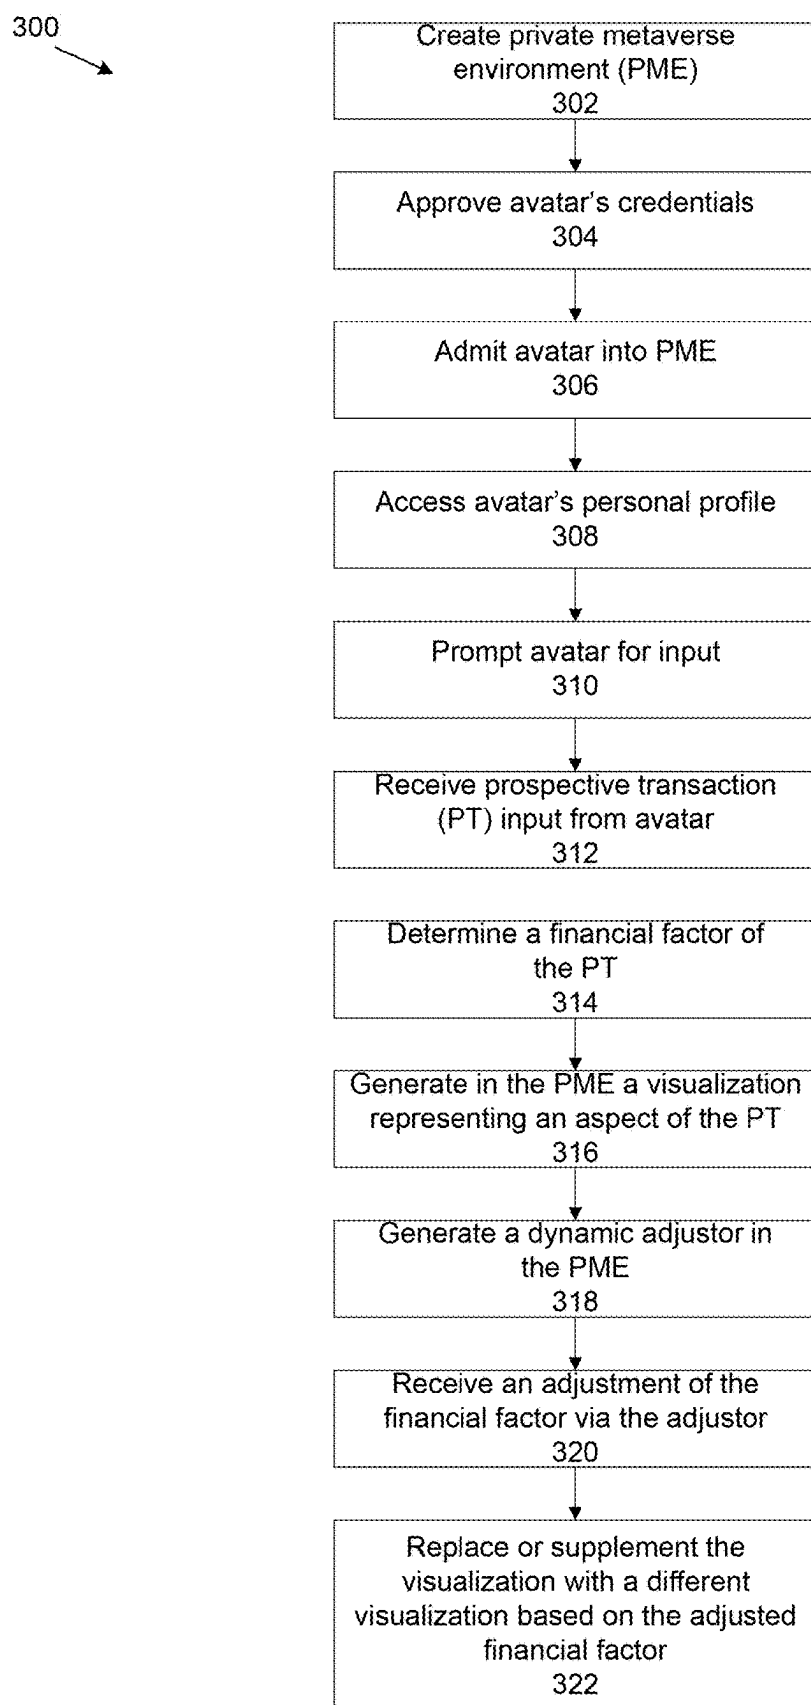 300
Create private metaverse
environment (PME)
302
Approve avatar's credentials
304
Admit avatar into PME
306
Access avatar's personal profile
308
Prompt avatar for input
310
Receive prospective transaction
(PT) input from avatar
312
Determine a financial factor of
the PT
314
Generate in the PME a visualization
representing an aspect of the PT
316
Generate a dynamic adjustor in
the PME
318
Receive an adjustment of the
financial factor via the adjustor
320
Replace or supplement the
visualization with a different
visualization based on the adjusted
financial factor
322